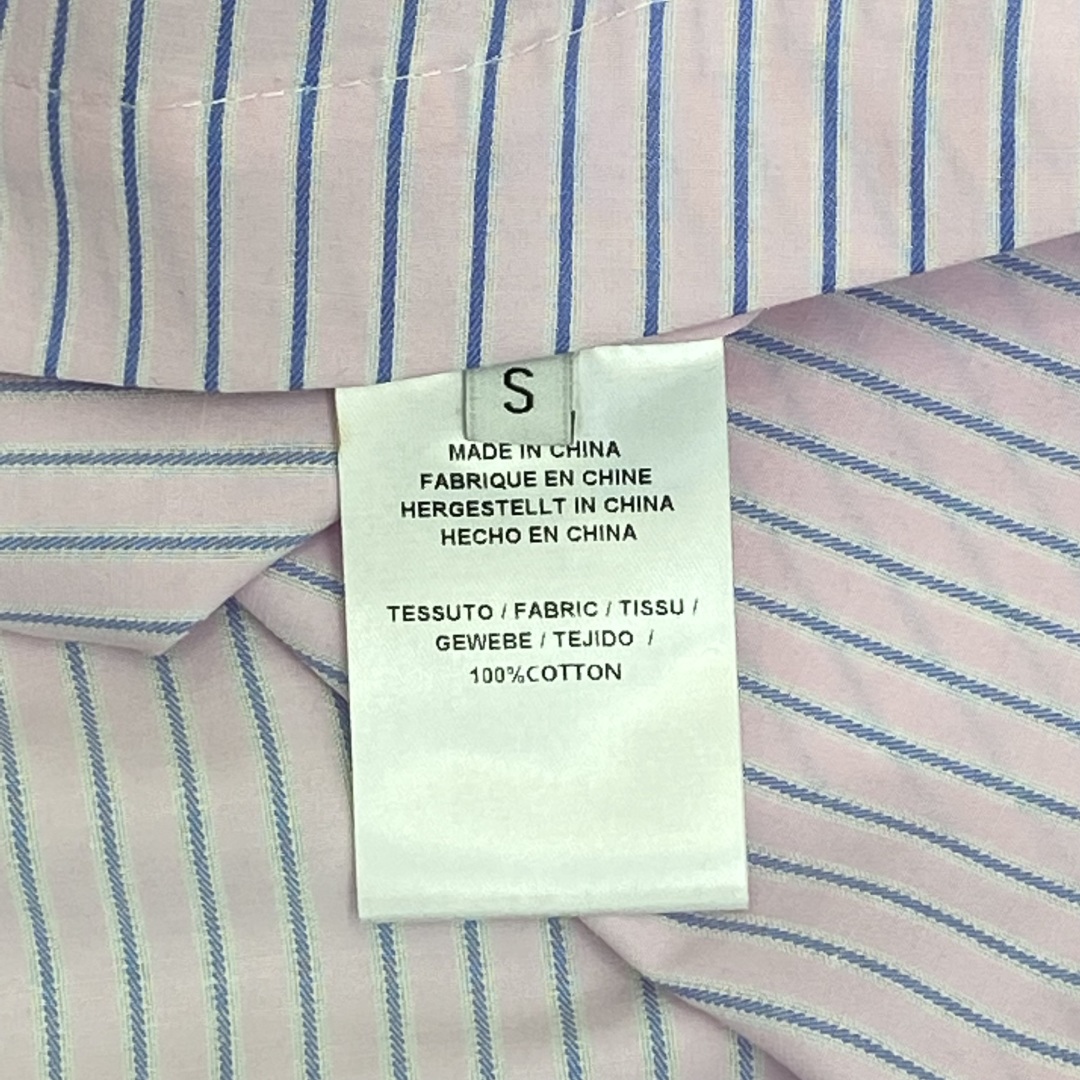 S
MADE IN CHINA
FABRIQUE EN CHINE
HERGESTELLT IN CHINA
HECHO EN CHINA
TESSUTO / FABRIC / TISSU /
GEWEBE / TEJIDO /
100%COTTON